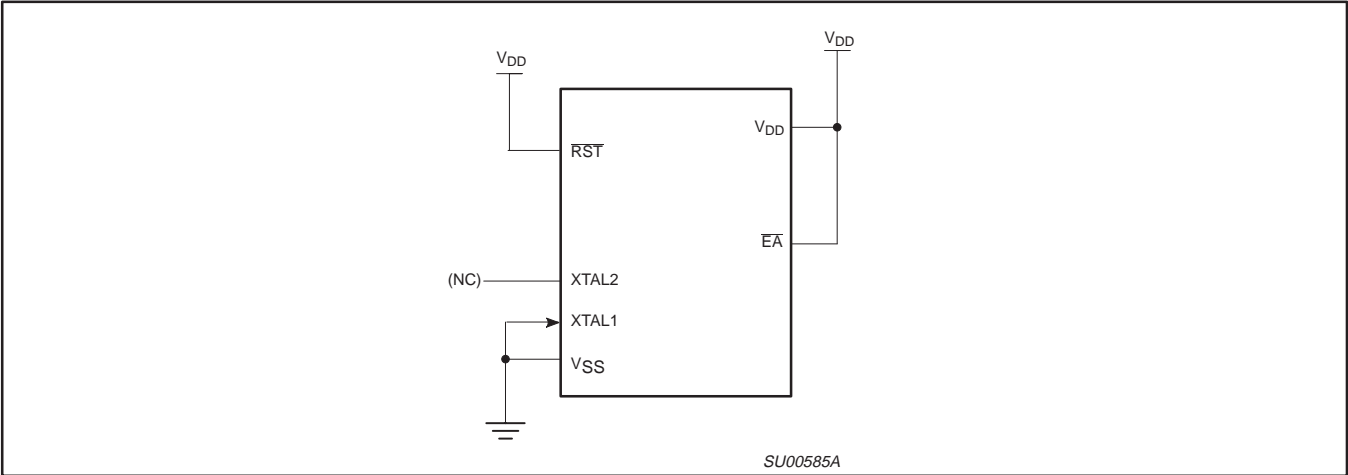 VDD
VDD
VDD
RST
EA
(NC)
XTAL2
XTAL1
VSS
SU00585A